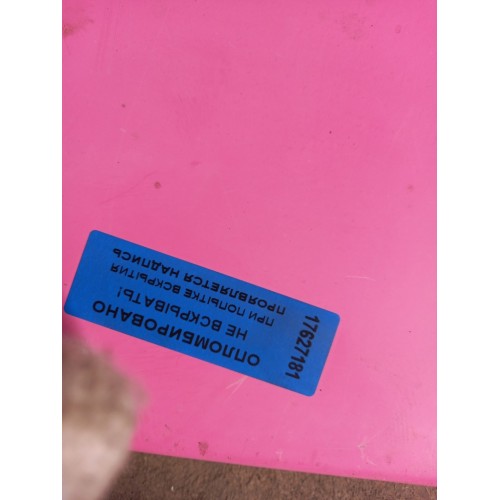 ОПЛОМБИРОВАНО
НЕ ВСКРЫВАТЬ!
ПРИ ПОПЫТКЕ ВСКРЫТИЯ
ПРОЯВЛЯЕТСЯ НАДПИСЬ
17627181